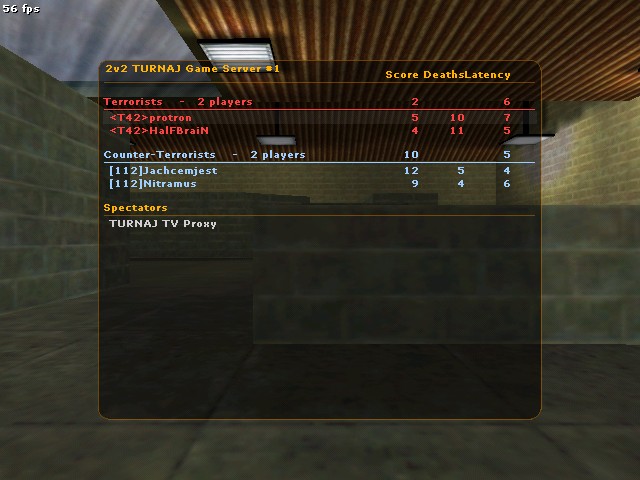 56 fps
2v2 TURNAJ Game Server #1
Score Deaths Latency
Terrorists - 2 players 2 6
<T42>protron 5 10 7
<T42>HalFBraiN 4 11 5
Counter-Terrorists - 2 players 10 5
[112]Jachcemjest 12 5 4
[112]Nitramus 9 4 6
Spectators
TURNAJ TV Proxy